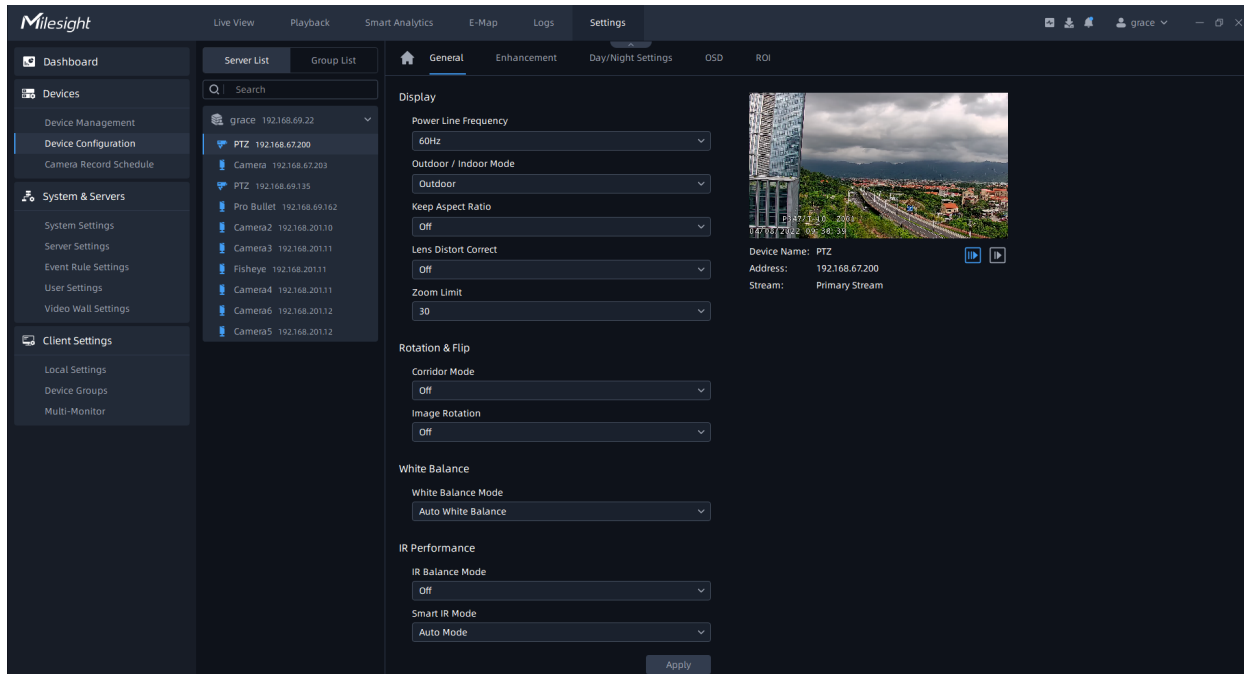 Milesight
Live View Playback Smart Analytics E-Map Logs Settings grace
Dashboard
Devices
Device Management
Device Configuration
Camera Record Schedule
System & Servers
System Settings
Server Settings
Event Rule Settings
User Settings
Video Wall Settings
Client Settings
Local Settings
Device Groups
Multi-Monitor
Server List Group List
Search
grace 192.168.69.22
PTZ 192.168.67.200
Camera 192.168.67.203
PTZ 192.168.69.135
Pro Bullet 192.168.69.162
Camera2 192.168.201.10
Camera3 192.168.201.11
Fisheye 192.168.201.11
Camera4 192.168.201.11
Camera6 192.168.201.12
Camera5 192.168.201.12
General Enhancement Day/Night Settings OSD ROI
Display
Power Line Frequency
60Hz
Outdoor / Indoor Mode
Outdoor
Keep Aspect Ratio
Off
Lens Distort Correct
Off
Zoom Limit
30
Rotation & Flip
Corridor Mode
Off
Image Rotation
Off
White Balance
White Balance Mode
Auto White Balance
IR Performance
IR Balance Mode
Off
Smart IR Mode
Auto Mode
Apply
04/08/2022 09:38:39
Device Name: PTZ
Address: 192.168.67.200
Stream: Primary Stream